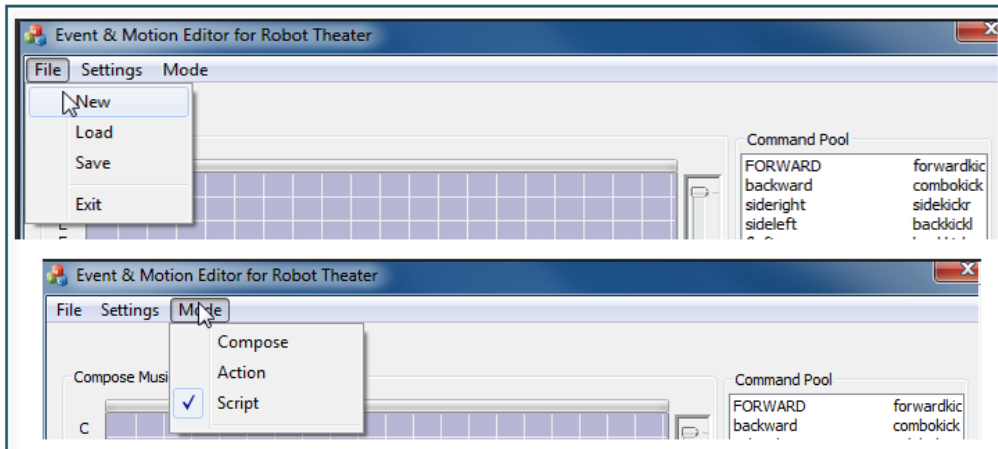 Event & Motion Editor for Robot Theater
File Settings Mode
New
Load
Save
Exit
Command Pool
FORWARD forwardkic
backward combokick
sideright sidekickr
sideleft backkickl
Event & Motion Editor for Robot Theater
File Settings Mode
Compose
Action
Script
Compose Musi
C
Command Pool
FORWARD forwardkic
backward combokick